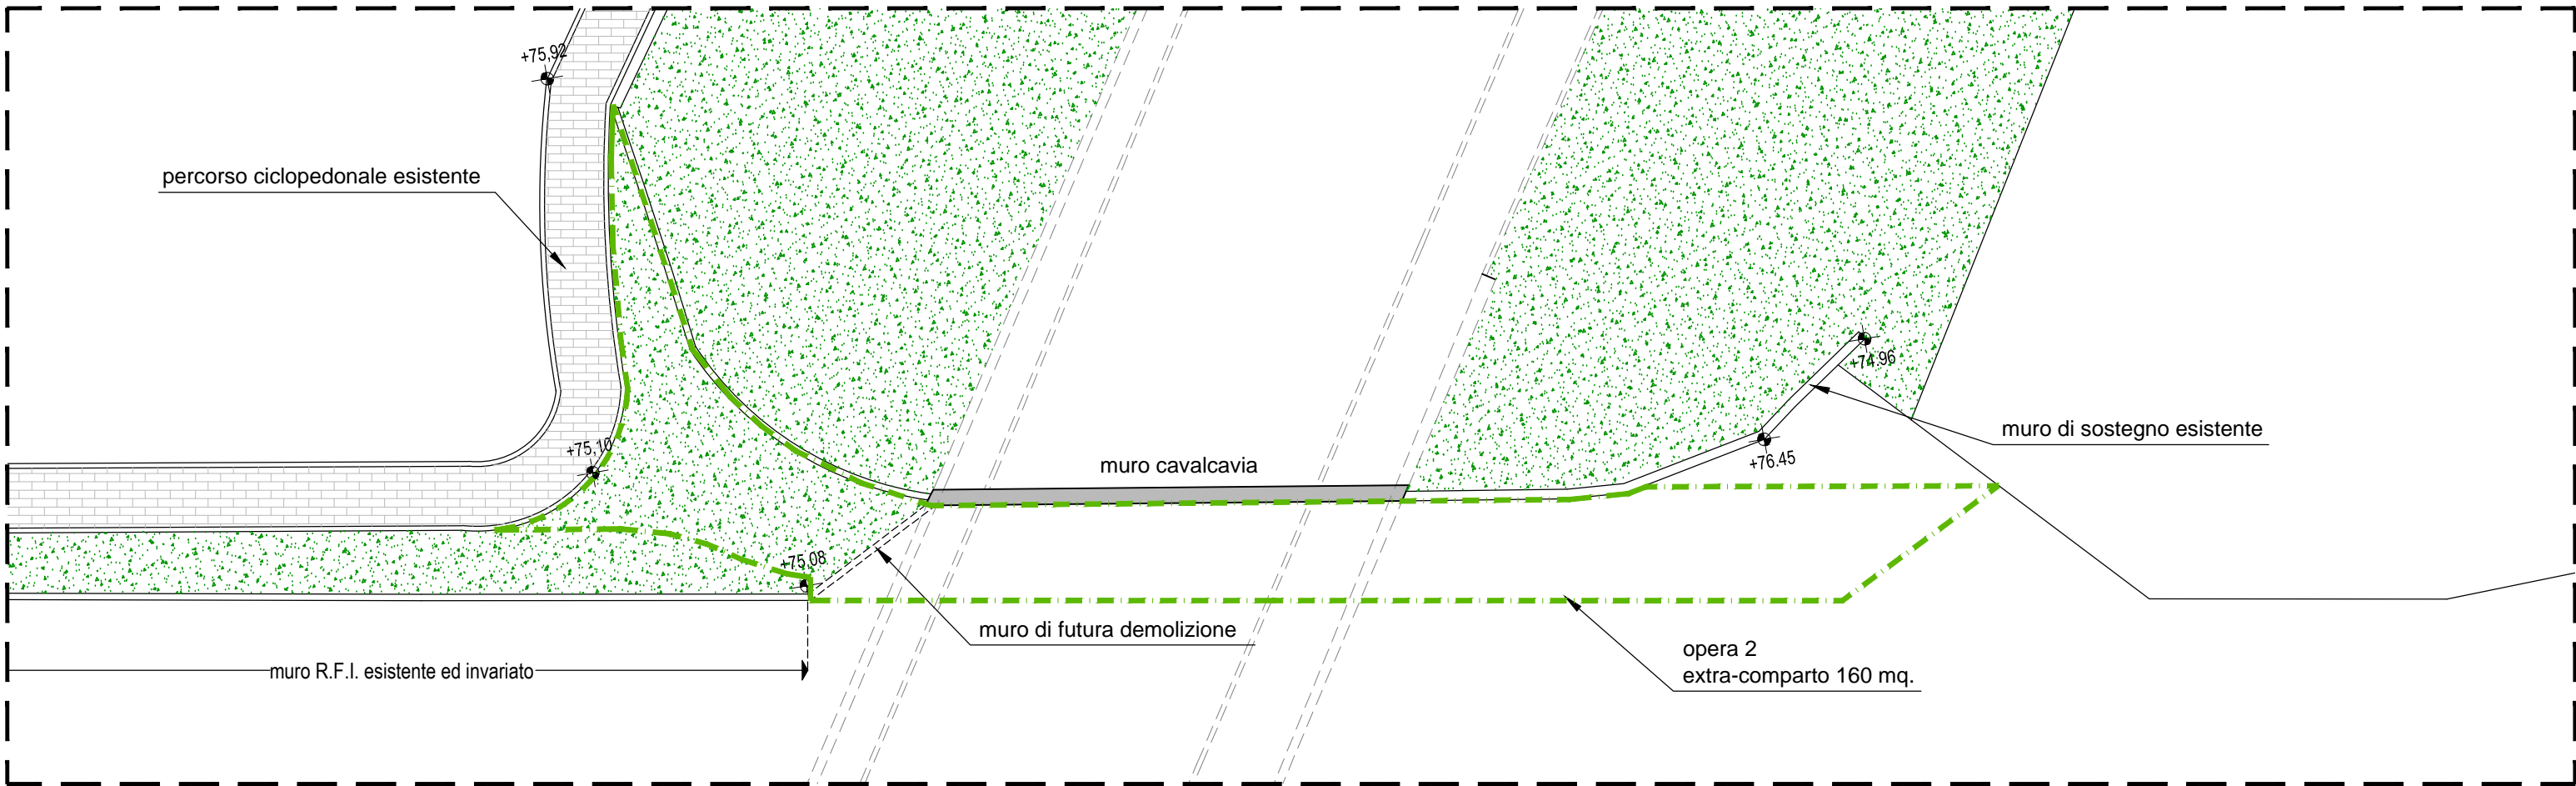 +75,92
percorso ciclopedonale esistente
+74.96
muro di sostegno esistente
+75,10
muro cavalcavia
+76.45
+75,08
muro di futura demolizione
opera 2
extra-comparto 160 mq.
muro R.F.I. esistente ed invariato